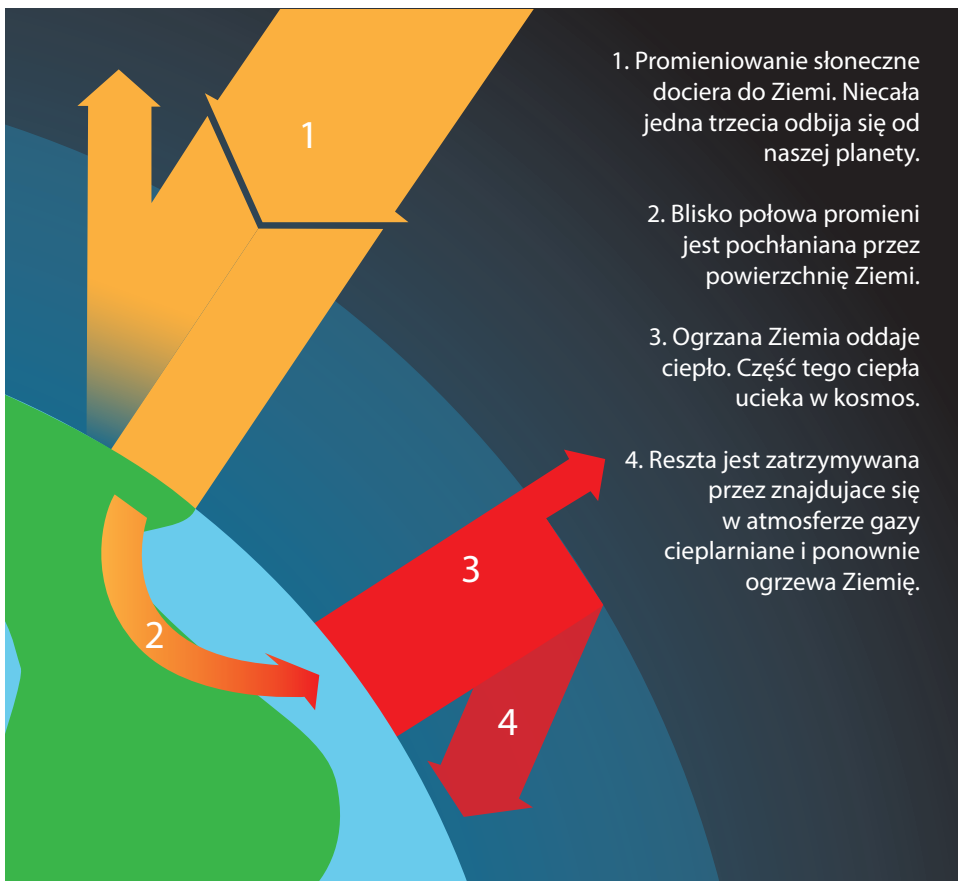 1. Promieniowanie słoneczne
dociera do Ziemi. Niecała
jedna trzecia odbija się od
naszej planety.
2. Blisko połowa promieni
jest pochłaniana przez
powierzchnię Ziemi.
3. Ogrzana Ziemia oddaje
ciepło. Część tego ciepła
ucieka w kosmos.
4. Reszta jest zatrzymywana
przez znajdujace się
w atmosferze gazy
cieplarniane i ponownie
ogrzewa Ziemię.
1
2
3
4